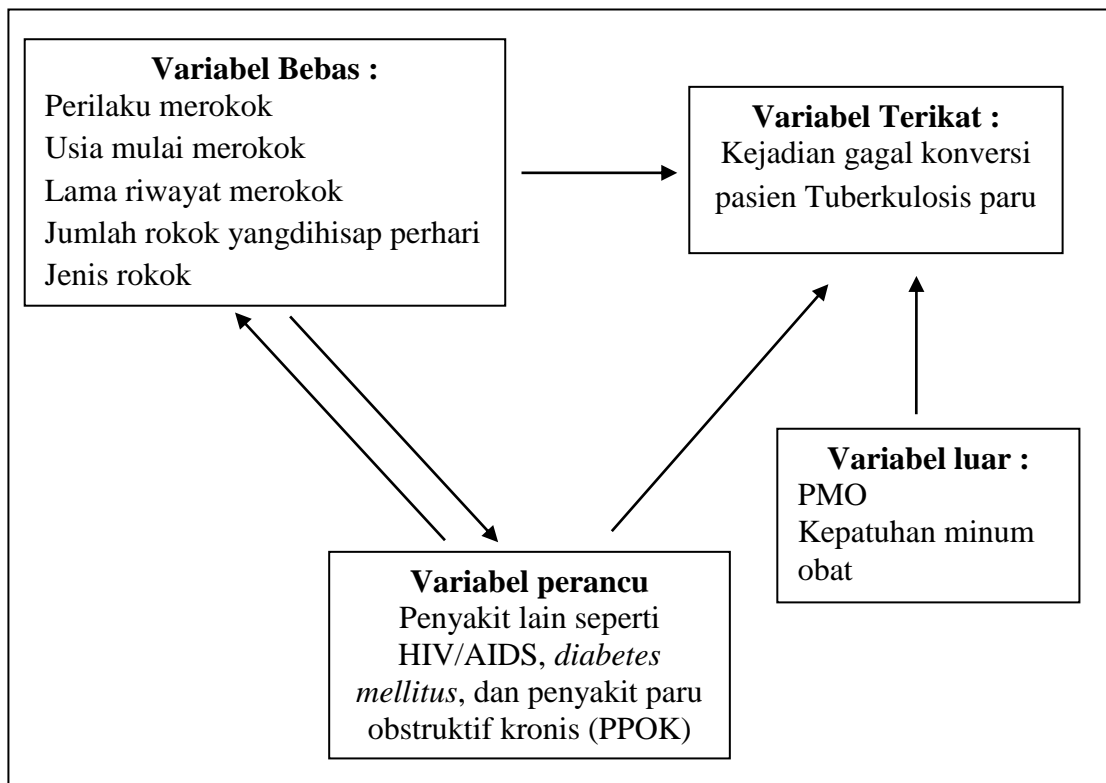 Variabel Bebas :
Perilaku merokok
Usia mulai merokok
Lama riwayat merokok
Jumlah rokok yangdihisap perhari
Jenis rokok
Variabel Terikat :
Kejadian gagal konversi
pasien Tuberkulosis paru
Variabel luar :
PMO
Kepatuhan minum
obat
Variabel perancu
Penyakit lain seperti
HIV/AIDS, diabetes
mellitus, dan penyakit paru
obstruktif kronis (PPOK)